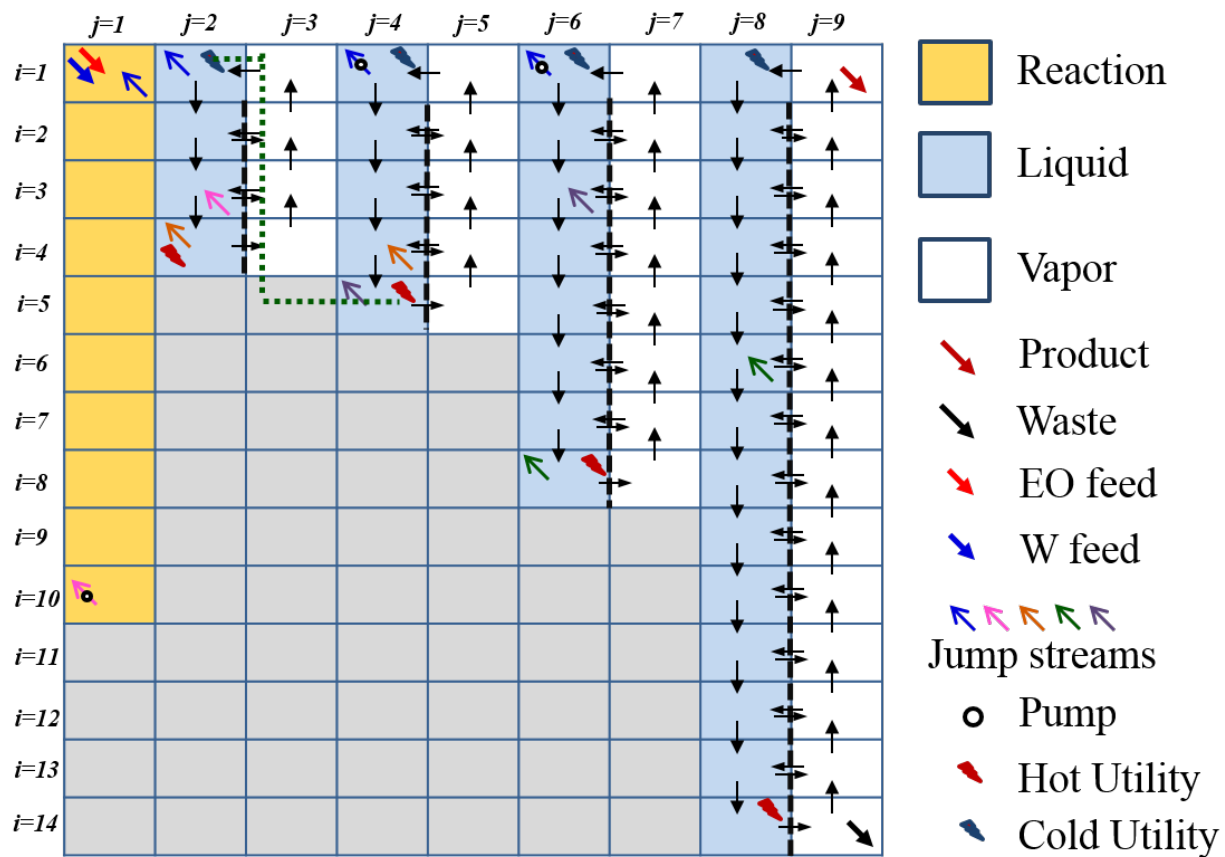 j=1 j=2 j=3 j=4 j=5 j=6 j=7 j=8 j=9
i=1
i=2
i=3
i=4
i=5
i=6
i=7
i=8
i=9
i=10
i=11
i=12
i=13
i=14
Reaction
Liquid
Vapor
Product
Waste
EO feed
W feed
Jump streams
Pump
Hot Utility
Cold Utility